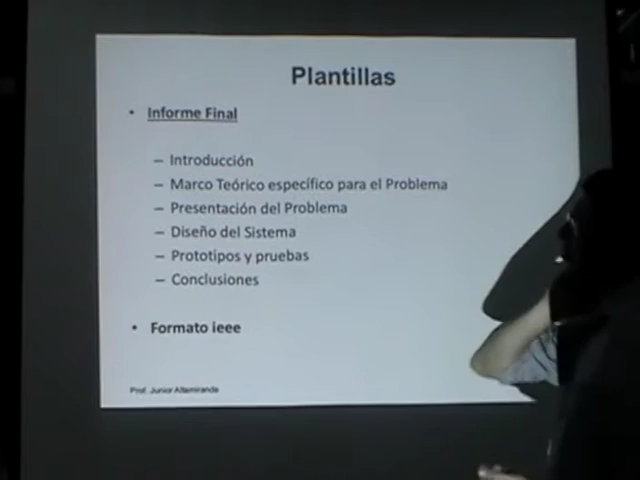 Plantillas
• Informe Final
– Introducción
– Marco Teórico específico para el Problema
– Presentación del Problema
– Diseño del Sistema
– Prototipos y pruebas
– Conclusiones
• Formato ieee
Prof. Junior Altamiranda